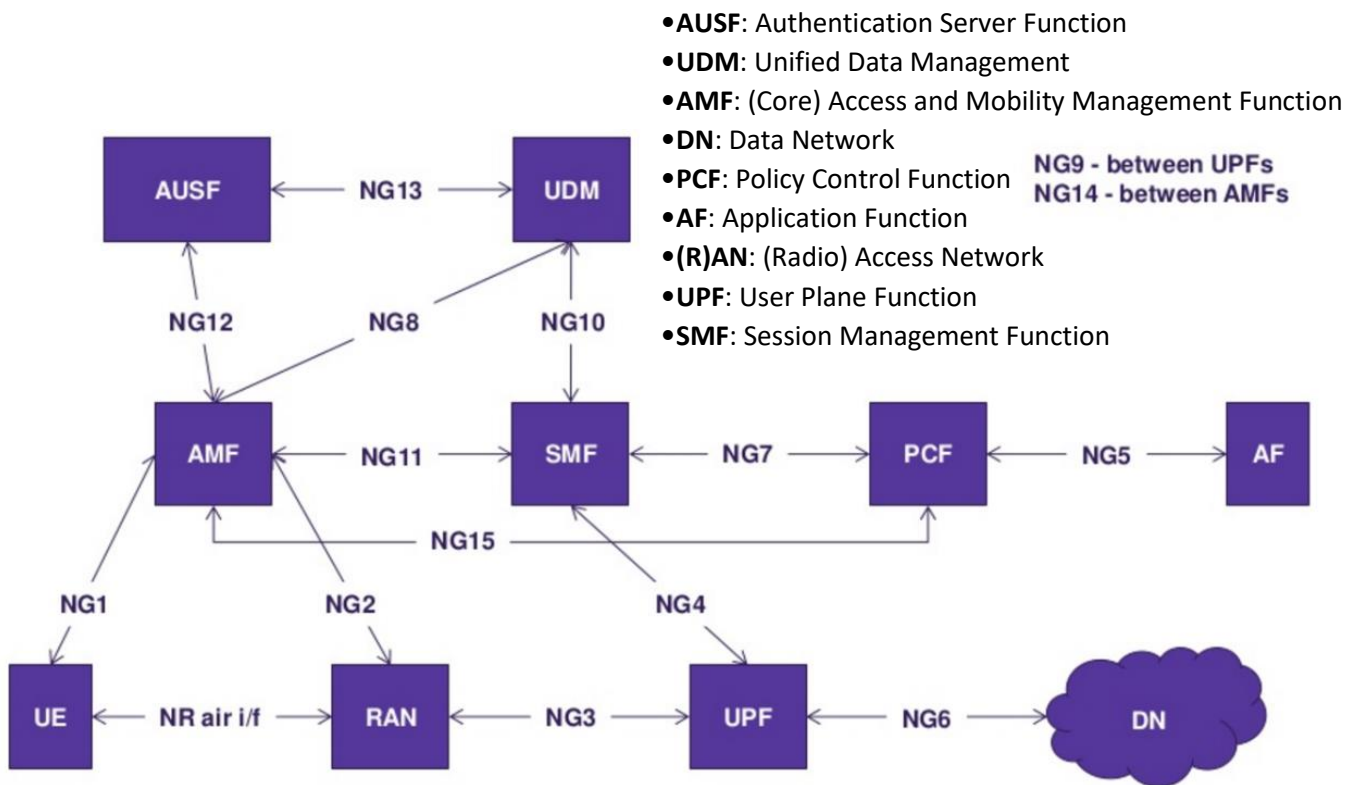 •AUSF: Authentication Server Function
•UDM: Unified Data Management
•AMF: (Core) Access and Mobility Management Function
•DN: Data Network
•PCF: Policy Control Function
•AF: Application Function
•(R)AN: (Radio) Access Network
•UPF: User Plane Function
•SMF: Session Management Function
NG9 - between UPFs
NG14 - between AMFs
AUSF NG13 UDM
NG12 NG8 NG10
AMF NG11 SMF NG7 PCF NG5 AF
NG15
NG1 NG2 NG4
UE NR air i/f RAN NG3 UPF NG6 DN